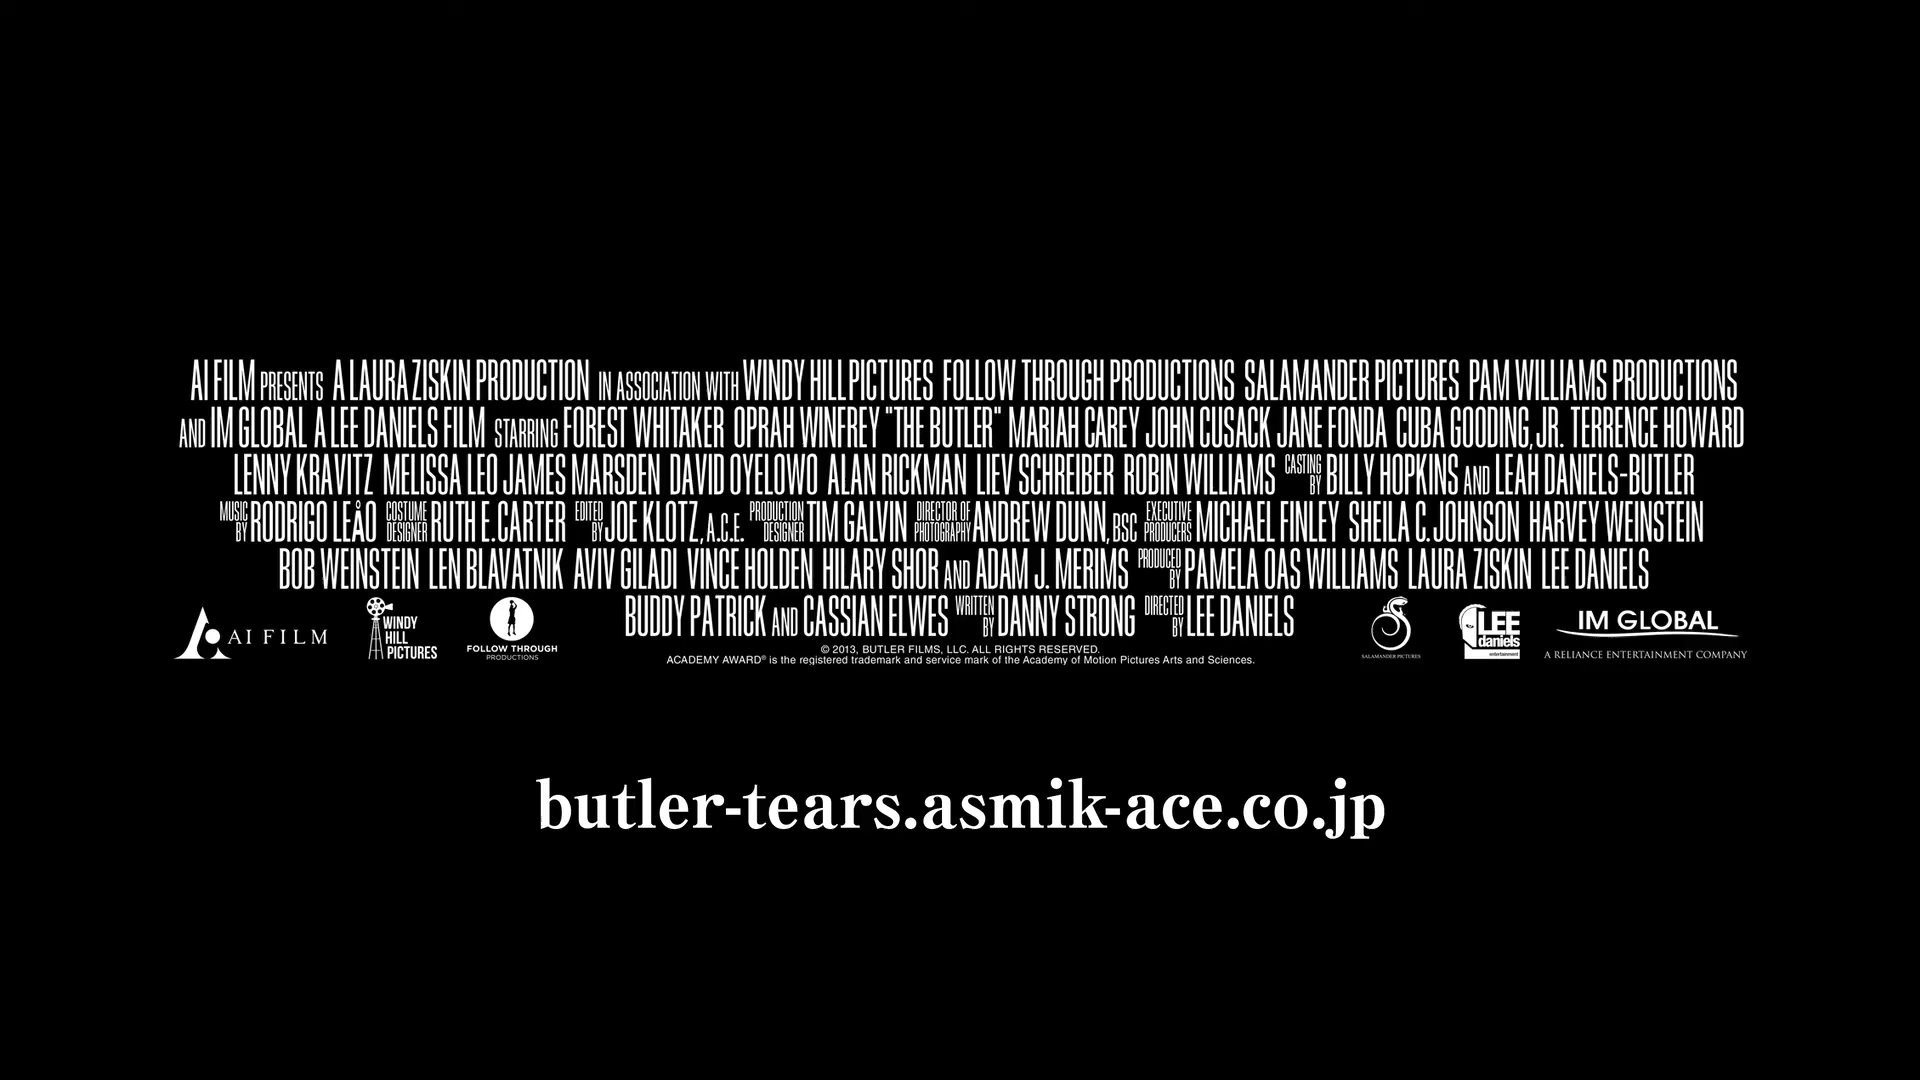 AI FILM PRESENTS A LAURA ZISKIN PRODUCTION IN ASSOCIATION WITH WINDY HILL PICTURES FOLLOW THROUGH PRODUCTIONS SALAMANDER PICTURES PAM WILLIAMS PRODUCTIONS
AND IM GLOBAL A LEE DANIELS FILM STARRING FOREST WHITAKER OPRAH WINFREY "THE BUTLER" MARIAH CAREY JOHN CUSACK JANE FONDA CUBA GOODING, JR. TERRENCE HOWARD
LENNY KRAVITZ MELISSA LEO JAMES MARSDEN DAVID OYELOWO ALAN RICKMAN LIEV SCHREIBER ROBIN WILLIAMS CASTING BY BILLY HOPKINS AND LEAH DANIELS-BUTLER
MUSIC BY RODRIGO LEÅO COSTUME DESIGNER RUTH E. CARTER EDITED BY JOE KLOTZ, A.C.E. PRODUCTION DESIGNER TIM GALVIN DIRECTOR OF PHOTOGRAPHY ANDREW DUNN, BSC EXECUTIVE PRODUCERS MICHAEL FINLEY SHEILA C. JOHNSON HARVEY WEINSTEIN
BOB WEINSTEIN LEN BLAVATNIK AVIV GILADI VINCE HOLDEN HILARY SHOR AND ADAM J. MERIMS PRODUCED BY PAMELA OAS WILLIAMS LAURA ZISKIN LEE DANIELS
BUDDY PATRICK AND CASSIAN ELWES WRITTEN BY DANNY STRONG DIRECTED BY LEE DANIELS
AI FILM
WINDY
HILL
PICTURES
FOLLOW THROUGH
PRODUCTIONS
© 2013, BUTLER FILMS, LLC. ALL RIGHTS RESERVED.
ACADEMY AWARD® is the registered trademark and service mark of the Academy of Motion Pictures Arts and Sciences.
SALAMANDER PICTURES
LEE
daniels
entertainment
IM GLOBAL
A RELIANCE ENTERTAINMENT COMPANY
butler-tears.asmik-ace.co.jp